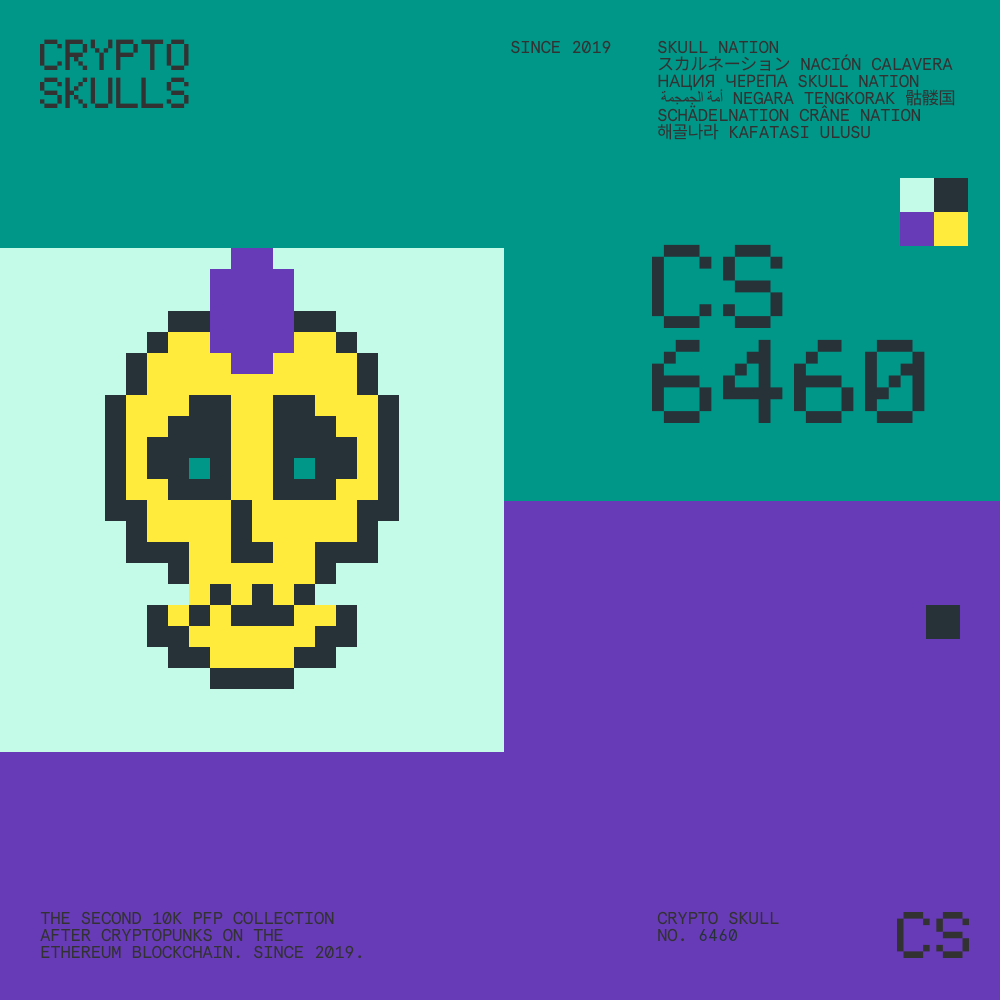 CRYPTO
SKULLS
SINCE 2019
SKULL NATION
スカルネーション NACIÓN CALAVERA
НАЦИЯ ЧЕРЕПА SKULL NATION
أمة الجمجمة NEGARA TENGKORAK 骷髅国
SCHÄDELNATION CRÂNE NATION
해골나라 KAFATASI ULUSU
CS
6460
THE SECOND 10K PFP COLLECTION
AFTER CRYPTOPUNKS ON THE
ETHEREUM BLOCKCHAIN. SINCE 2019.
CRYPTO SKULL
NO. 6460
CS